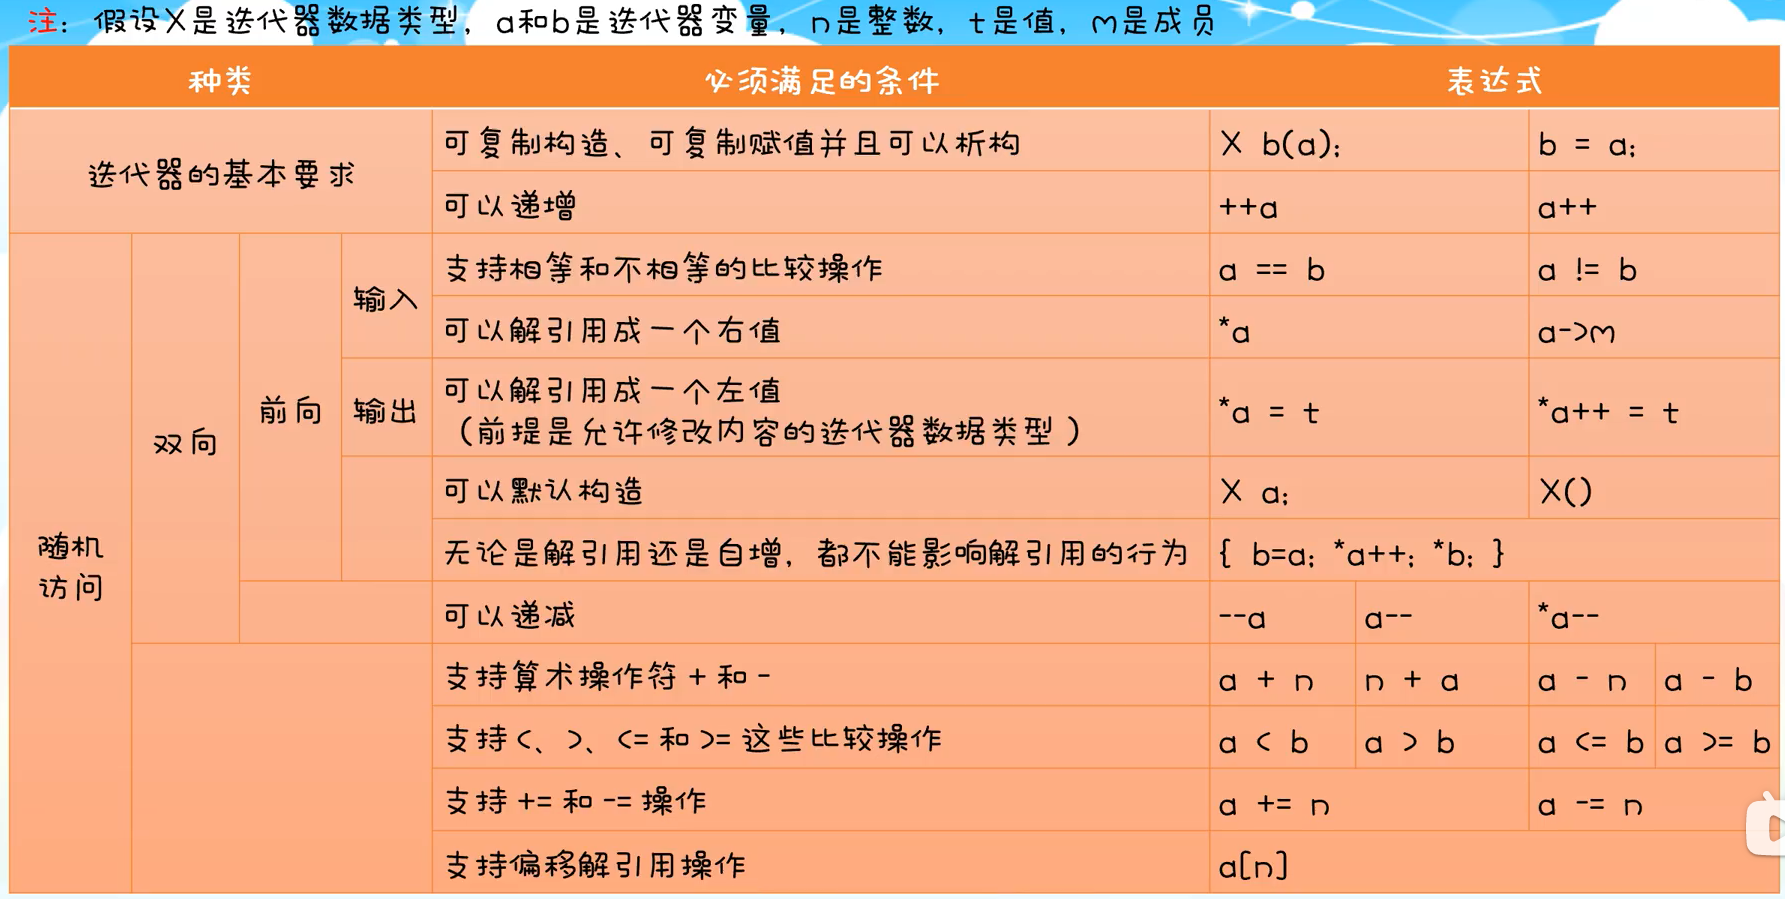 注：假设X是迭代器数据类型，a和b是迭代器变量，n是整数，t是值，m是成员
种类 必须满足的条件 表达式
迭代器的基本要求
可复制构造、可复制赋值并且可以析构 X b(a); b = a;
可以递增 ++a a++
随机
访问
双向
前向
输入
支持相等和不相等的比较操作 a == b a != b
可以解引用成一个右值 *a a->m
输出
可以解引用成一个左值
（前提是允许修改内容的迭代器数据类型 ）
*a = t *a++ = t
可以默认构造 X a; X()
无论是解引用还是自增，都不能影响解引用的行为 { b=a; *a++; *b; }
可以递减 --a a-- *a--
支持算术操作符 + 和 - a + n n + a a - n a - b
支持 <、>、<= 和 >= 这些比较操作 a < b a > b a <= b a >= b
支持 += 和 -= 操作 a += n a -= n
支持偏移解引用操作 a[n]